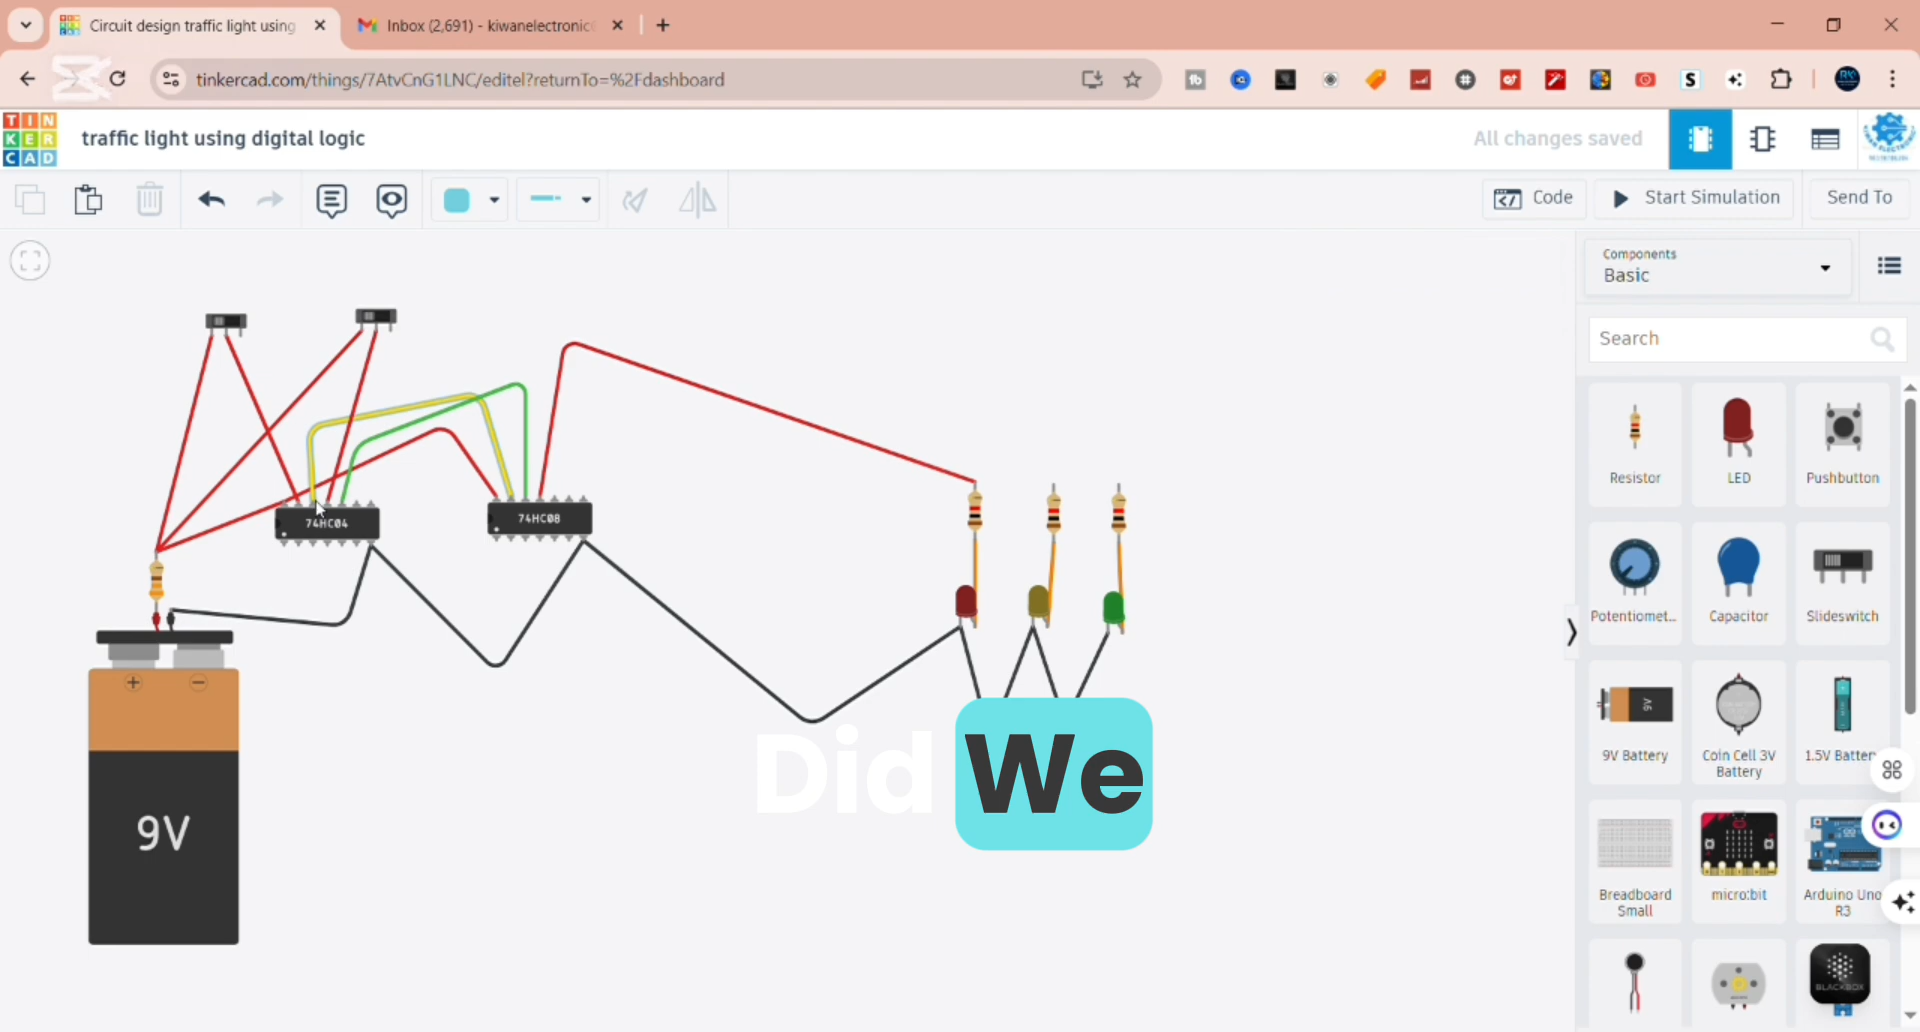 Circuit design traffic light using
Inbox (2,691) - kiwanelectronic
tinkercad.com/things/7AtvCnG1LNC/editel?returnTo=%2Fdashboard
TIN
KER
CAD
traffic light using digital logic
All changes saved
Code
Start Simulation
Send To
Components
Basic
Search
Resistor
LED
Pushbutton
Potentiomet...
Capacitor
Slideswitch
9V Battery
Coin Cell 3V
Battery
1.5V Batter
Breadboard
Small
micro:bit
Arduino Uno
R3
BLACKBOX
74HC04
74HC08
9V
Did We